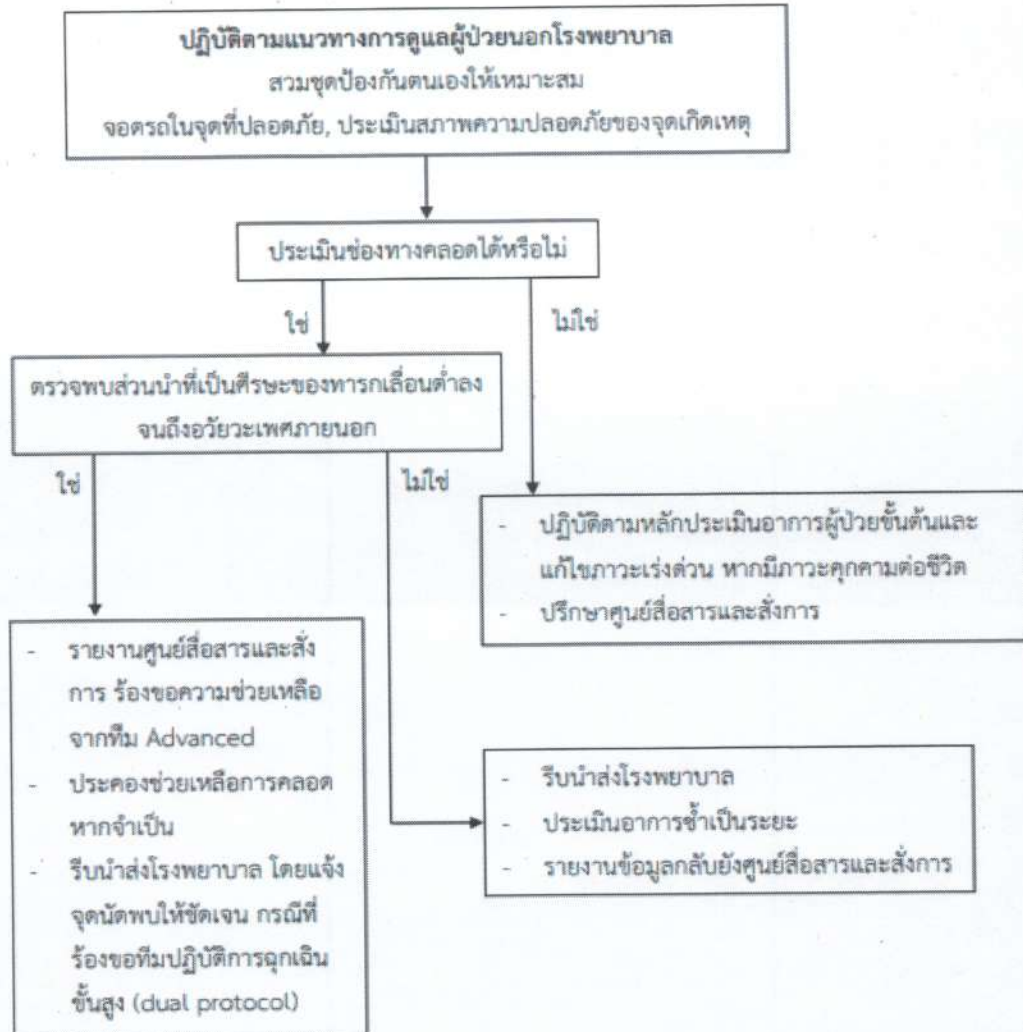 ปฏิบัติตามแนวทางการดูแลผู้ป่วยนอกโรงพยาบาล
สวมชุดป้องกันตนเองให้เหมาะสม
จอดรถในจุดที่ปลอดภัย, ประเมินสภาพความปลอดภัยของจุดเกิดเหตุ
ประเมินช่องทางคลอดได้หรือไม่
ใช่
ไม่ใช่
ตรวจพบส่วนนำที่เป็นศีรษะของทารกเลื่อนต่ำลง
จนถึงอวัยวะเพศภายนอก
ใช่
ไม่ใช่
- ปฏิบัติตามหลักประเมินอาการผู้ป่วยขั้นต้นและ
แก้ไขภาวะเร่งด่วน หากมีภาวะคุกคามต่อชีวิต
- ปรึกษาศูนย์สื่อสารและสั่งการ
- รายงานศูนย์สื่อสารและสั่ง
การ ร้องขอความช่วยเหลือ
จากทีม Advanced
- ประคองช่วยเหลือการคลอด
หากจำเป็น
- รีบนำส่งโรงพยาบาล โดยแจ้ง
จุดนัดพบให้ชัดเจน กรณีที่
ร้องขอทีมปฏิบัติการฉุกเฉิน
ขั้นสูง (dual protocol)
- รีบนำส่งโรงพยาบาล
- ประเมินอาการซ้ำเป็นระยะ
- รายงานข้อมูลกลับยังศูนย์สื่อสารและสั่งการ